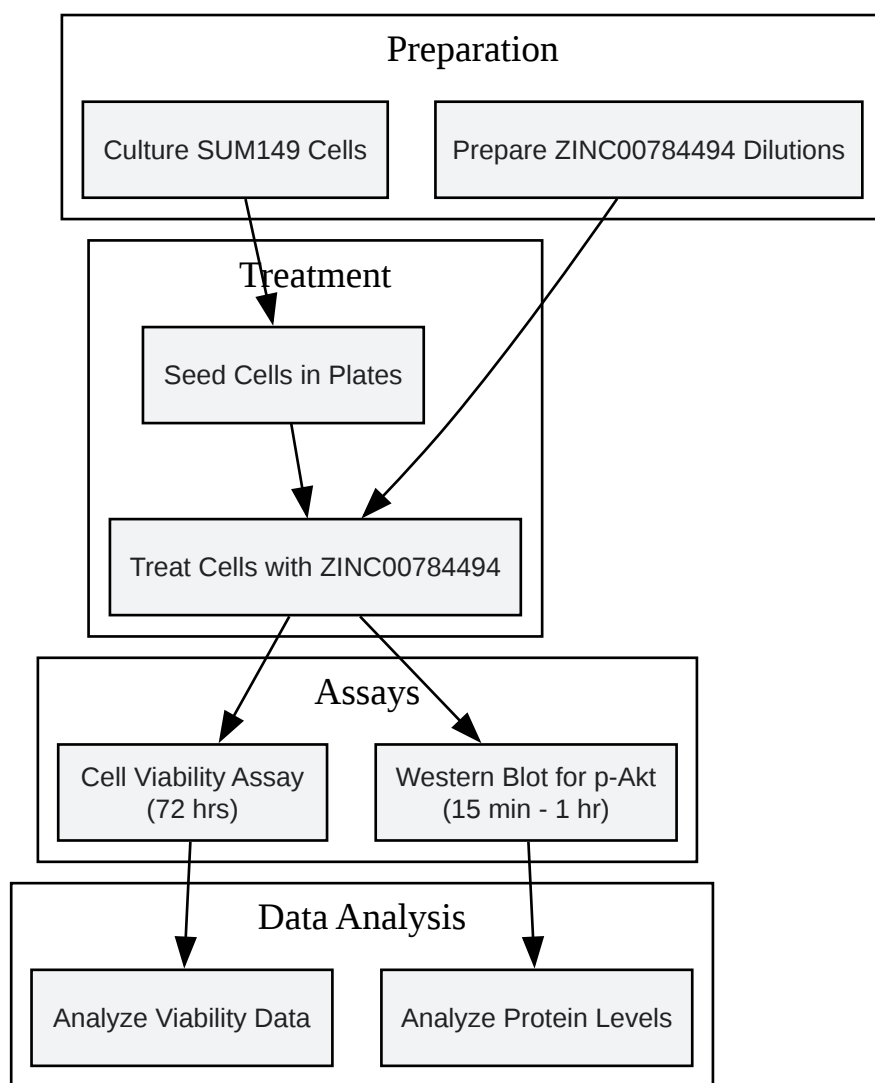 Preparation
Culture SUM149 Cells
Prepare ZINC00784494 Dilutions
Treatment
Seed Cells in Plates
Treat Cells with ZINC00784494
Assays
Cell Viability Assay
(72 hrs)
Western Blot for p-Akt
(15 min - 1 hr)
Data Analysis
Analyze Viability Data
Analyze Protein Levels